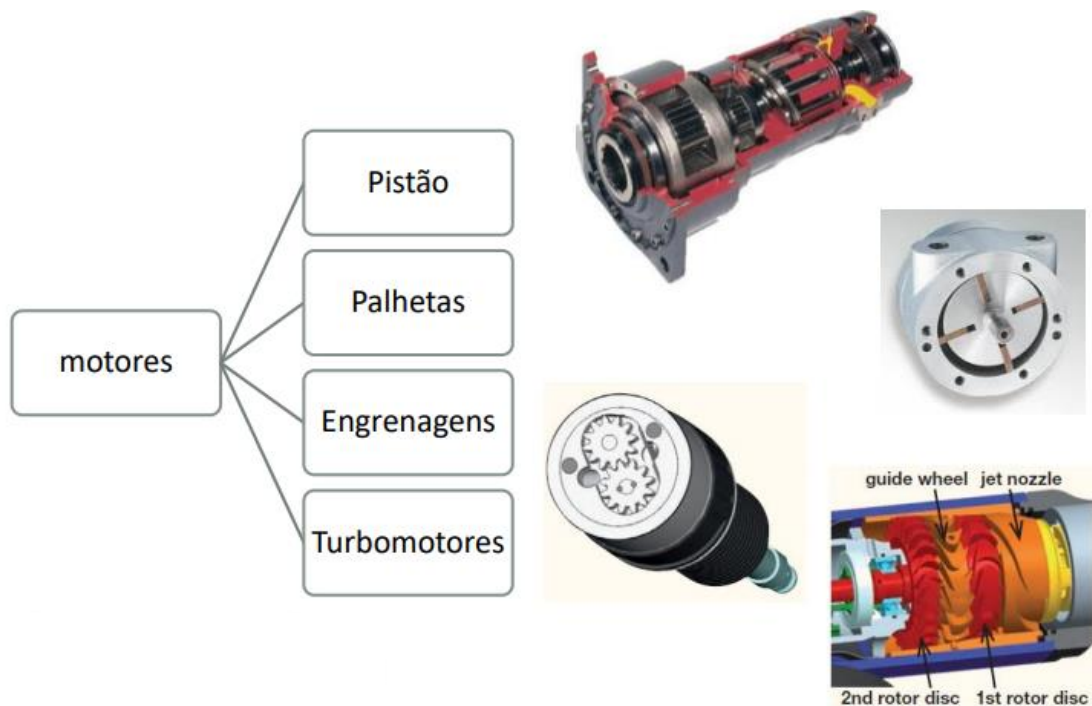 motores
Pistão
Palhetas
Engrenagens
Turbomotores
guide wheel jet nozzle
2nd rotor disc 1st rotor disc